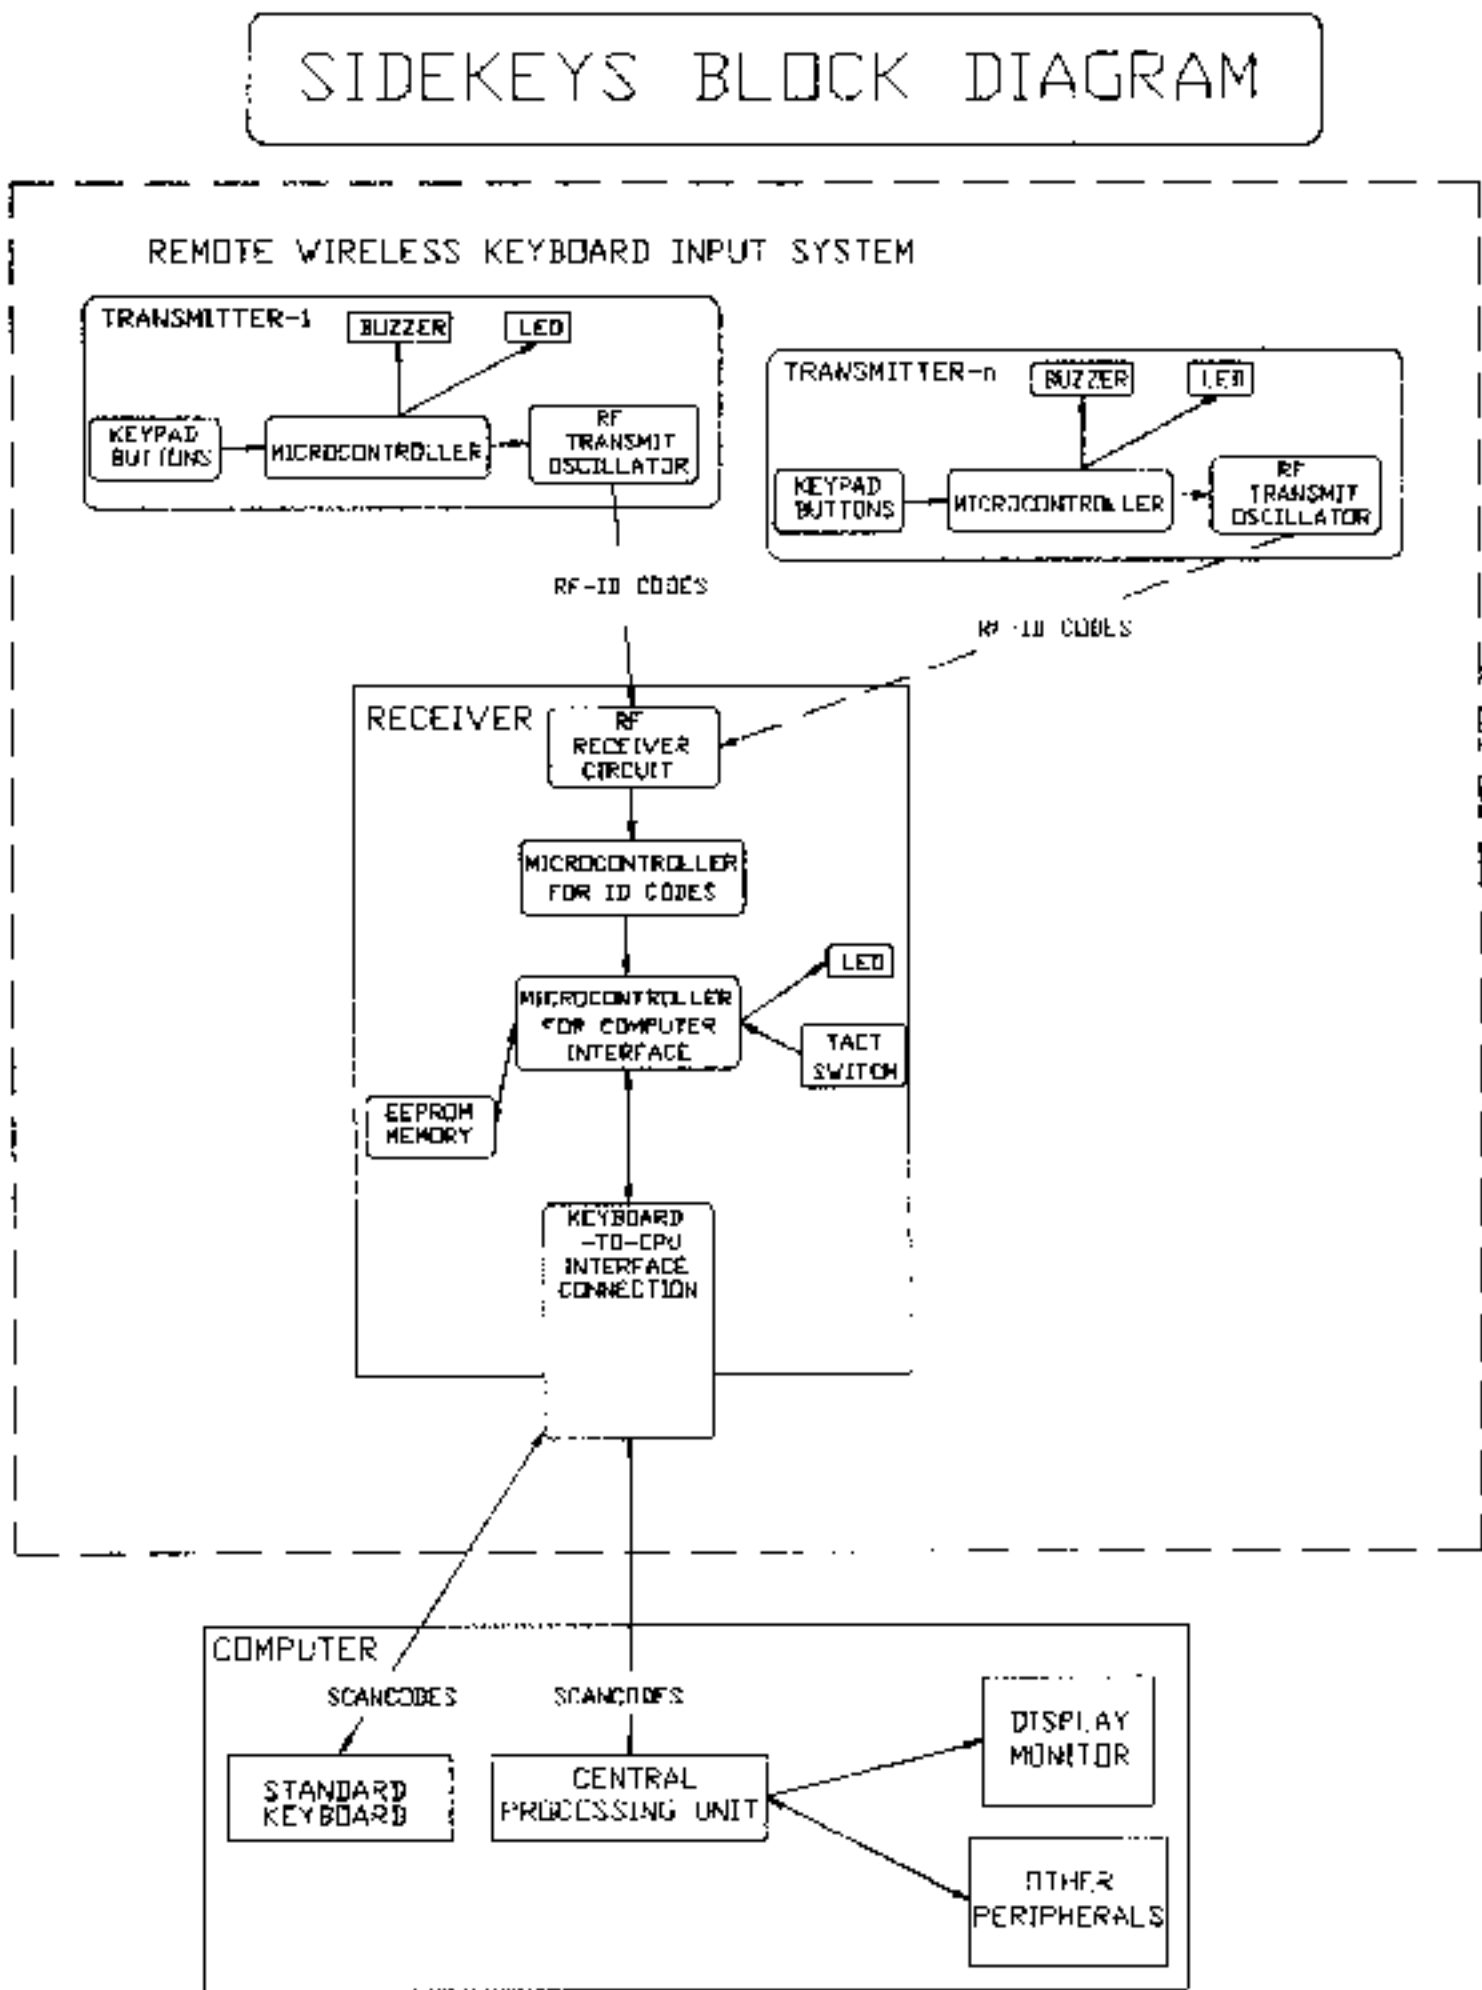 SIDEKEYS BLOCK DIAGRAM
REMOTE WIRELESS KEYBOARD INPUT SYSTEM
TRANSMITTER-1
BUZZER
LED
KEYPAD
BUTTONS
MICROCONTROLLER
RF
TRANSMIT
OSCILLATOR
TRANSMITTER-n
BUZZER
LED
KEYPAD
BUTTONS
MICROCONTROLLER
RF
TRANSMIT
OSCILLATOR
RF-ID CODES
RF-ID CODES
RECEIVER
RF
RECEIVER
CIRCUIT
MICROCONTROLLER
FOR ID CODES
LED
MICROCONTROLLER
FOR COMPUTER
INTERFACE
TACT
SWITCH
EEPROM
MEMORY
KEYBOARD
-TO-CPU
INTERFACE
CONNECTION
COMPUTER
SCANCODES
SCANCODES
DISPLAY
MONITOR
STANDARD
KEYBOARD
CENTRAL
PROCESSING UNIT
OTHER
PERIPHERALS